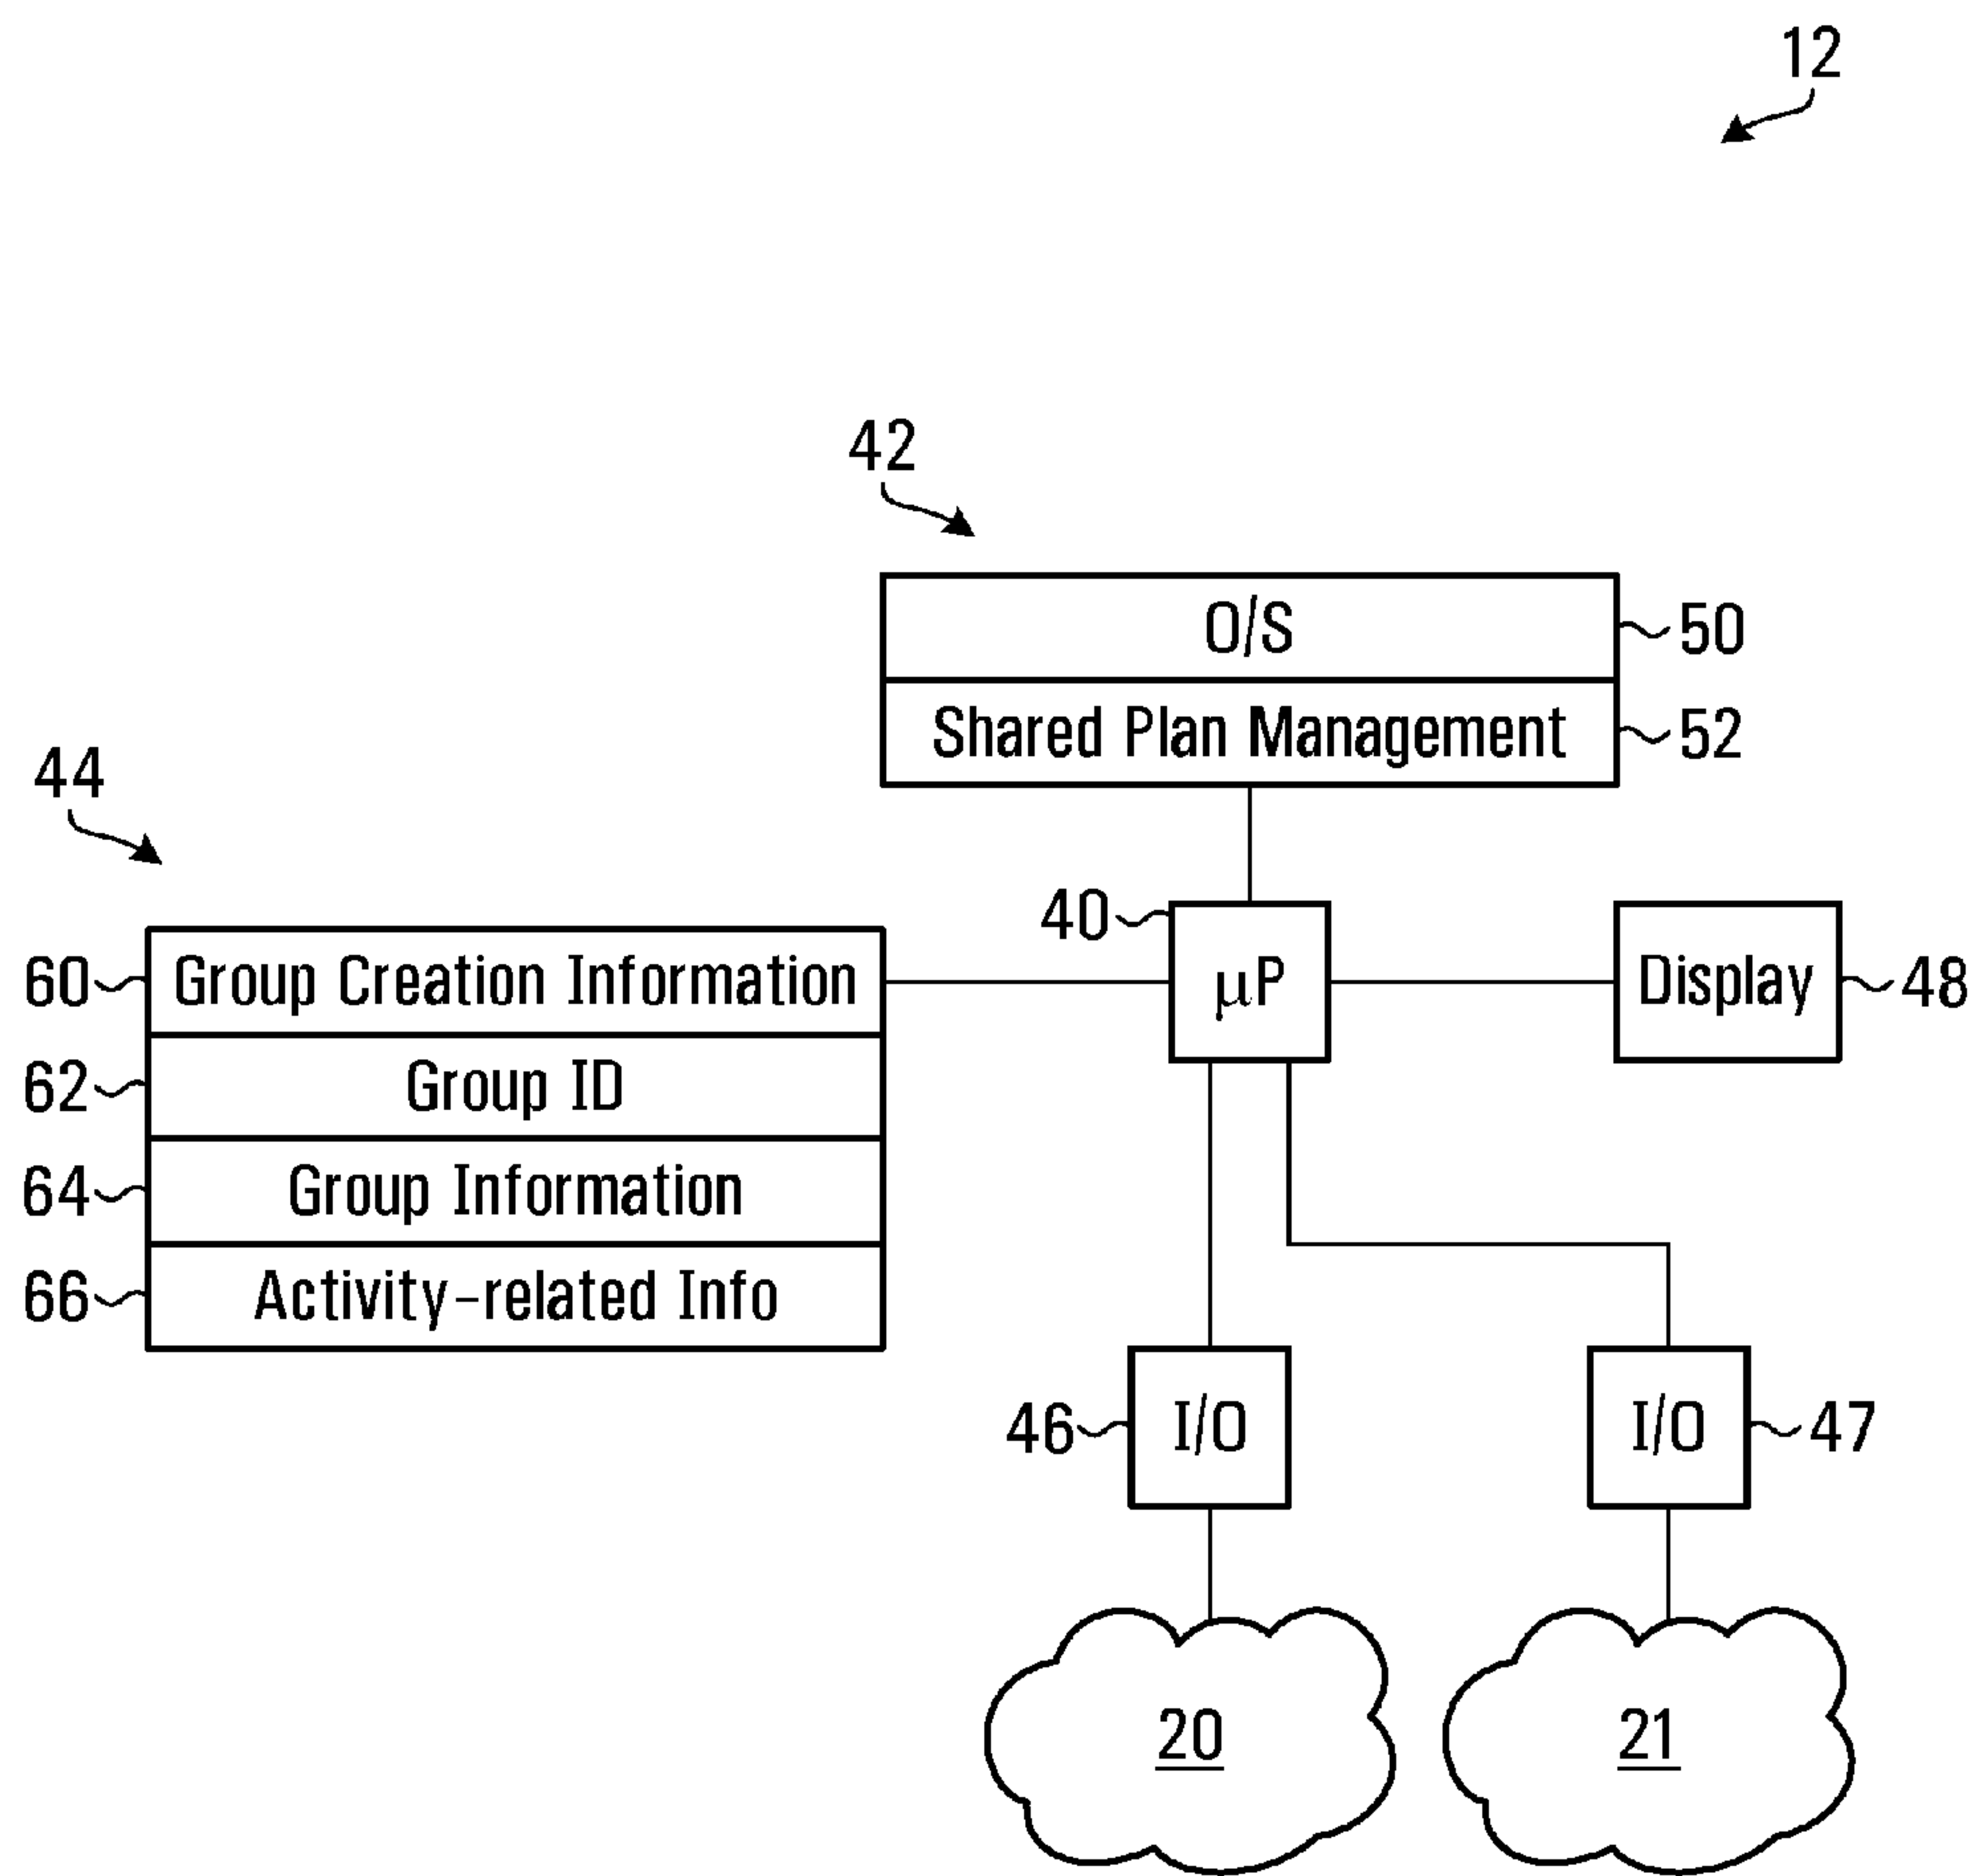 12
42
O/S
50
Shared Plan Management
52
44
40
μP
Display
48
60
Group Creation Information
62
Group ID
64
Group Information
66
Activity-related Info
46
I/O
I/O
47
20
21